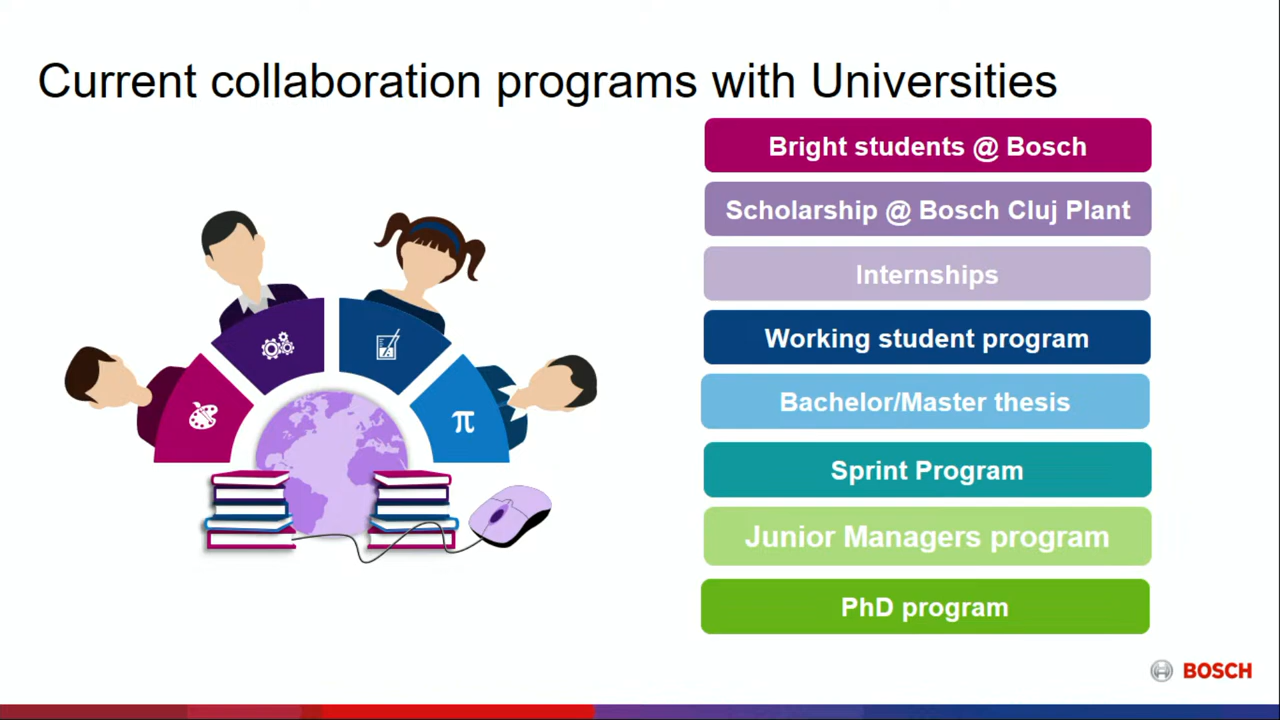 Current collaboration programs with Universities
Bright students @ Bosch
Scholarship @ Bosch Cluj Plant
Internships
Working student program
Bachelor/Master thesis
Sprint Program
Junior Managers program
PhD program
π
BOSCH